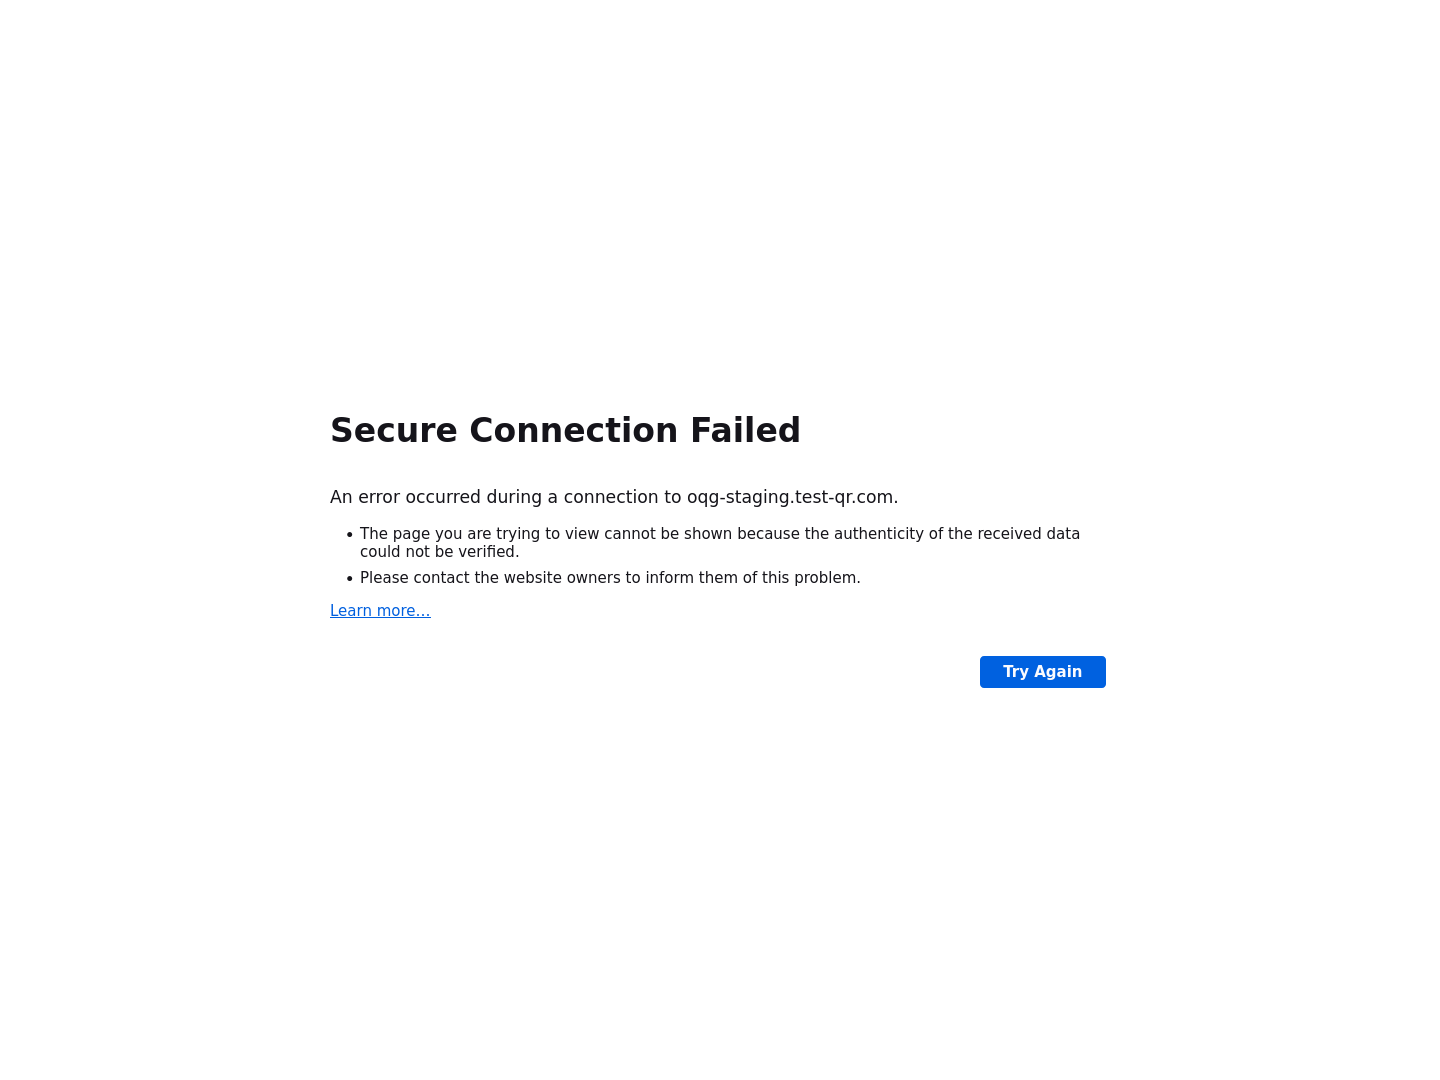 Secure Connection Failed
An error occurred during a connection to oqg-staging.test-qr.com.
• The page you are trying to view cannot be shown because the authenticity of the received data
could not be verified.
• Please contact the website owners to inform them of this problem.
Learn more…
Try Again